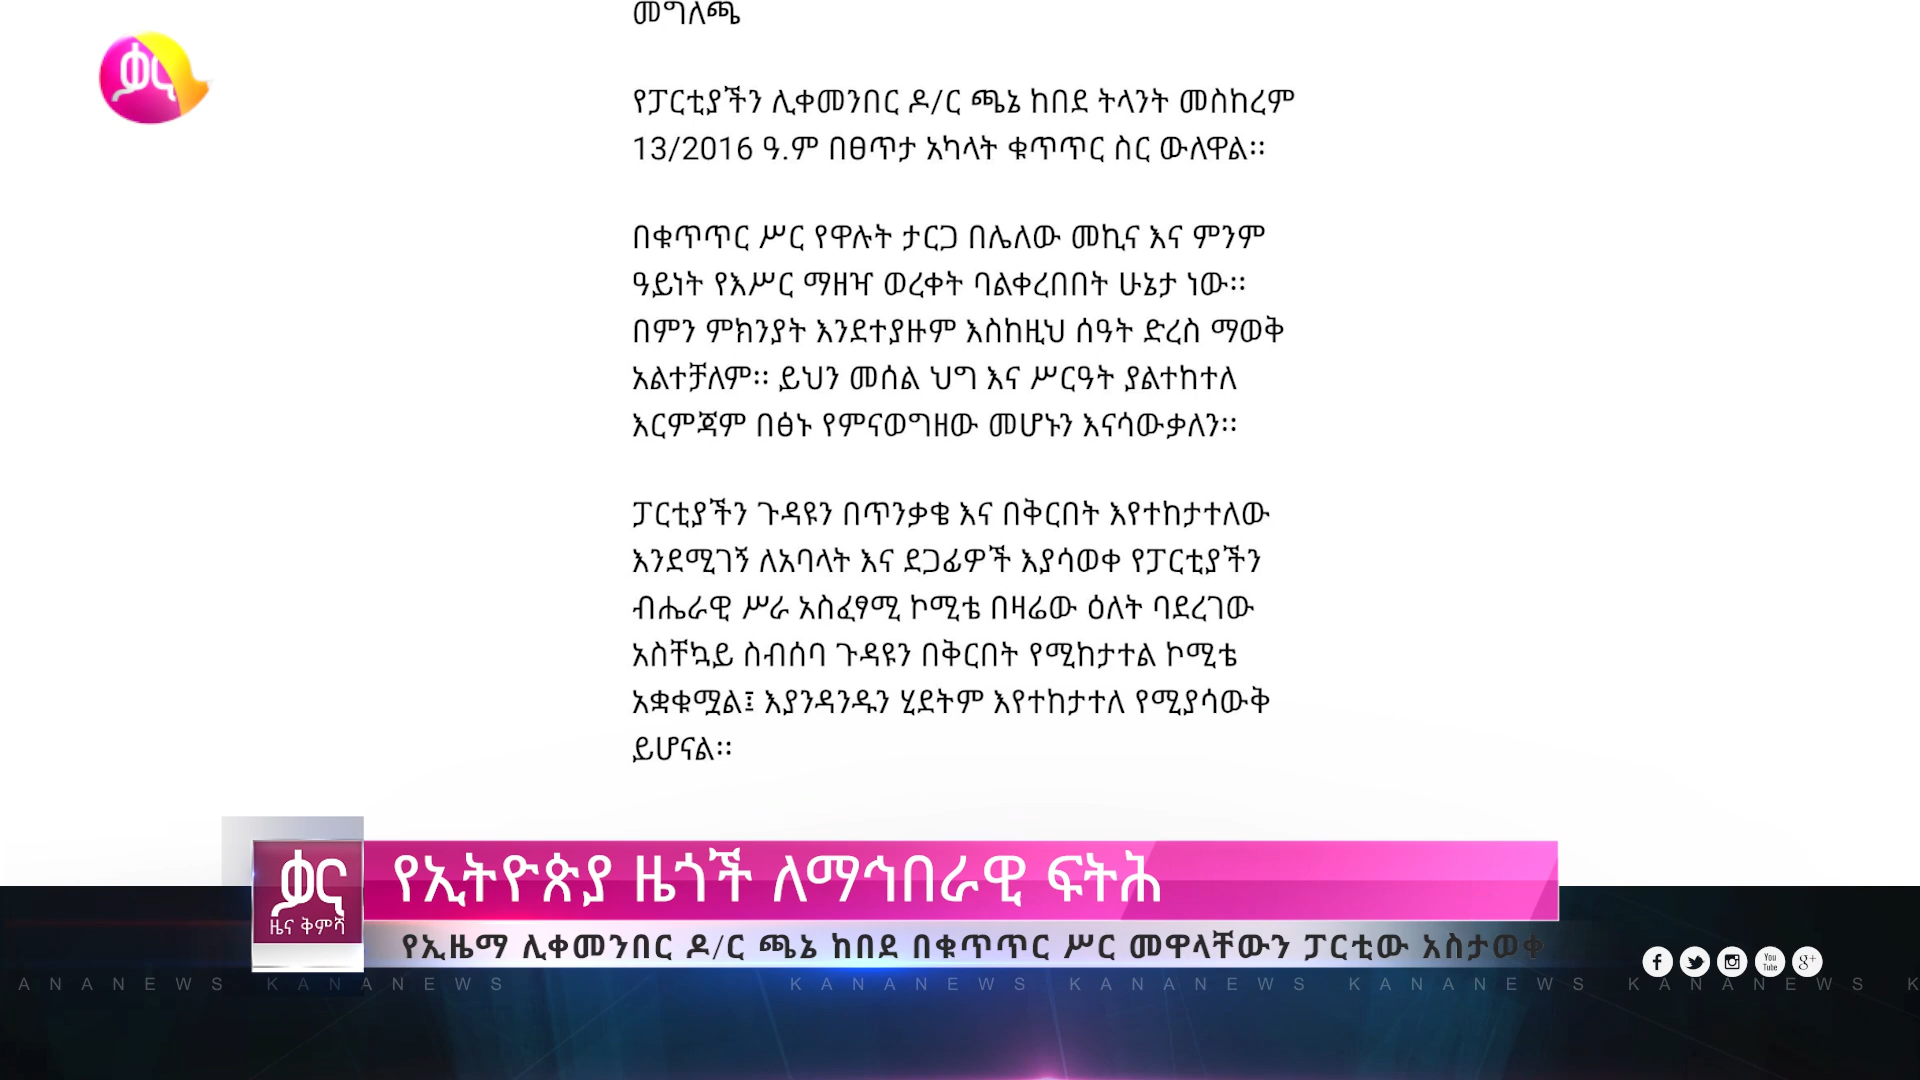 መግለጫ
ቃና
የፓርቲያችን ሊቀመንበር ዶ/ር ጫኔ ከበደ ትላንት መስከረም
13/2016 ዓ.ም በፀጥታ አካላት ቁጥጥር ስር ውለዋል፡፡
በቁጥጥር ሥር የዋሉት ታርጋ በሌለው መኪና እና ምንም
ዓይነት የእሥር ማዘዣ ወረቀት ባልቀረበበት ሁኔታ ነው፡፡
በምን ምክንያት እንደተያዙም እስከዚህ ሰዓት ድረስ ማወቅ
አልተቻለም፡፡ ይህን መሰል ህግ እና ሥርዓት ያልተከተለ
እርምጃም በፅኑ የምናወግዘው መሆኑን እናሳውቃለን፡፡
ፓርቲያችን ጉዳዩን በጥንቃቄ እና በቅርበት እየተከታተለው
እንደሚገኝ ለአባላት እና ደጋፊዎች እያሳወቀ የፓርቲያችን
ብሔራዊ ሥራ አስፈፃሚ ኮሚቴ በዛሬው ዕለት ባደረገው
አስቸኳይ ስብሰባ ጉዳዩን በቅርበት የሚከታተል ኮሚቴ
አቋቁሟል፤ እያንዳንዱን ሂደትም እየተከታተለ የሚያሳውቅ
ይሆናል፡፡
ቃና
ዜና ቅምሻ
የኢትዮጵያ ዜጎች ለማኅበራዊ ፍትሕ
የኢዜማ ሊቀመንበር ዶ/ር ጫኔ ከበደ በቁጥጥር ሥር መዋላቸውን ፓርቲው አስታወቀ
You Tube
g+
ANANEWS KANANEWS KANANEWS KANANEWS KANANEWS KANANEWS K